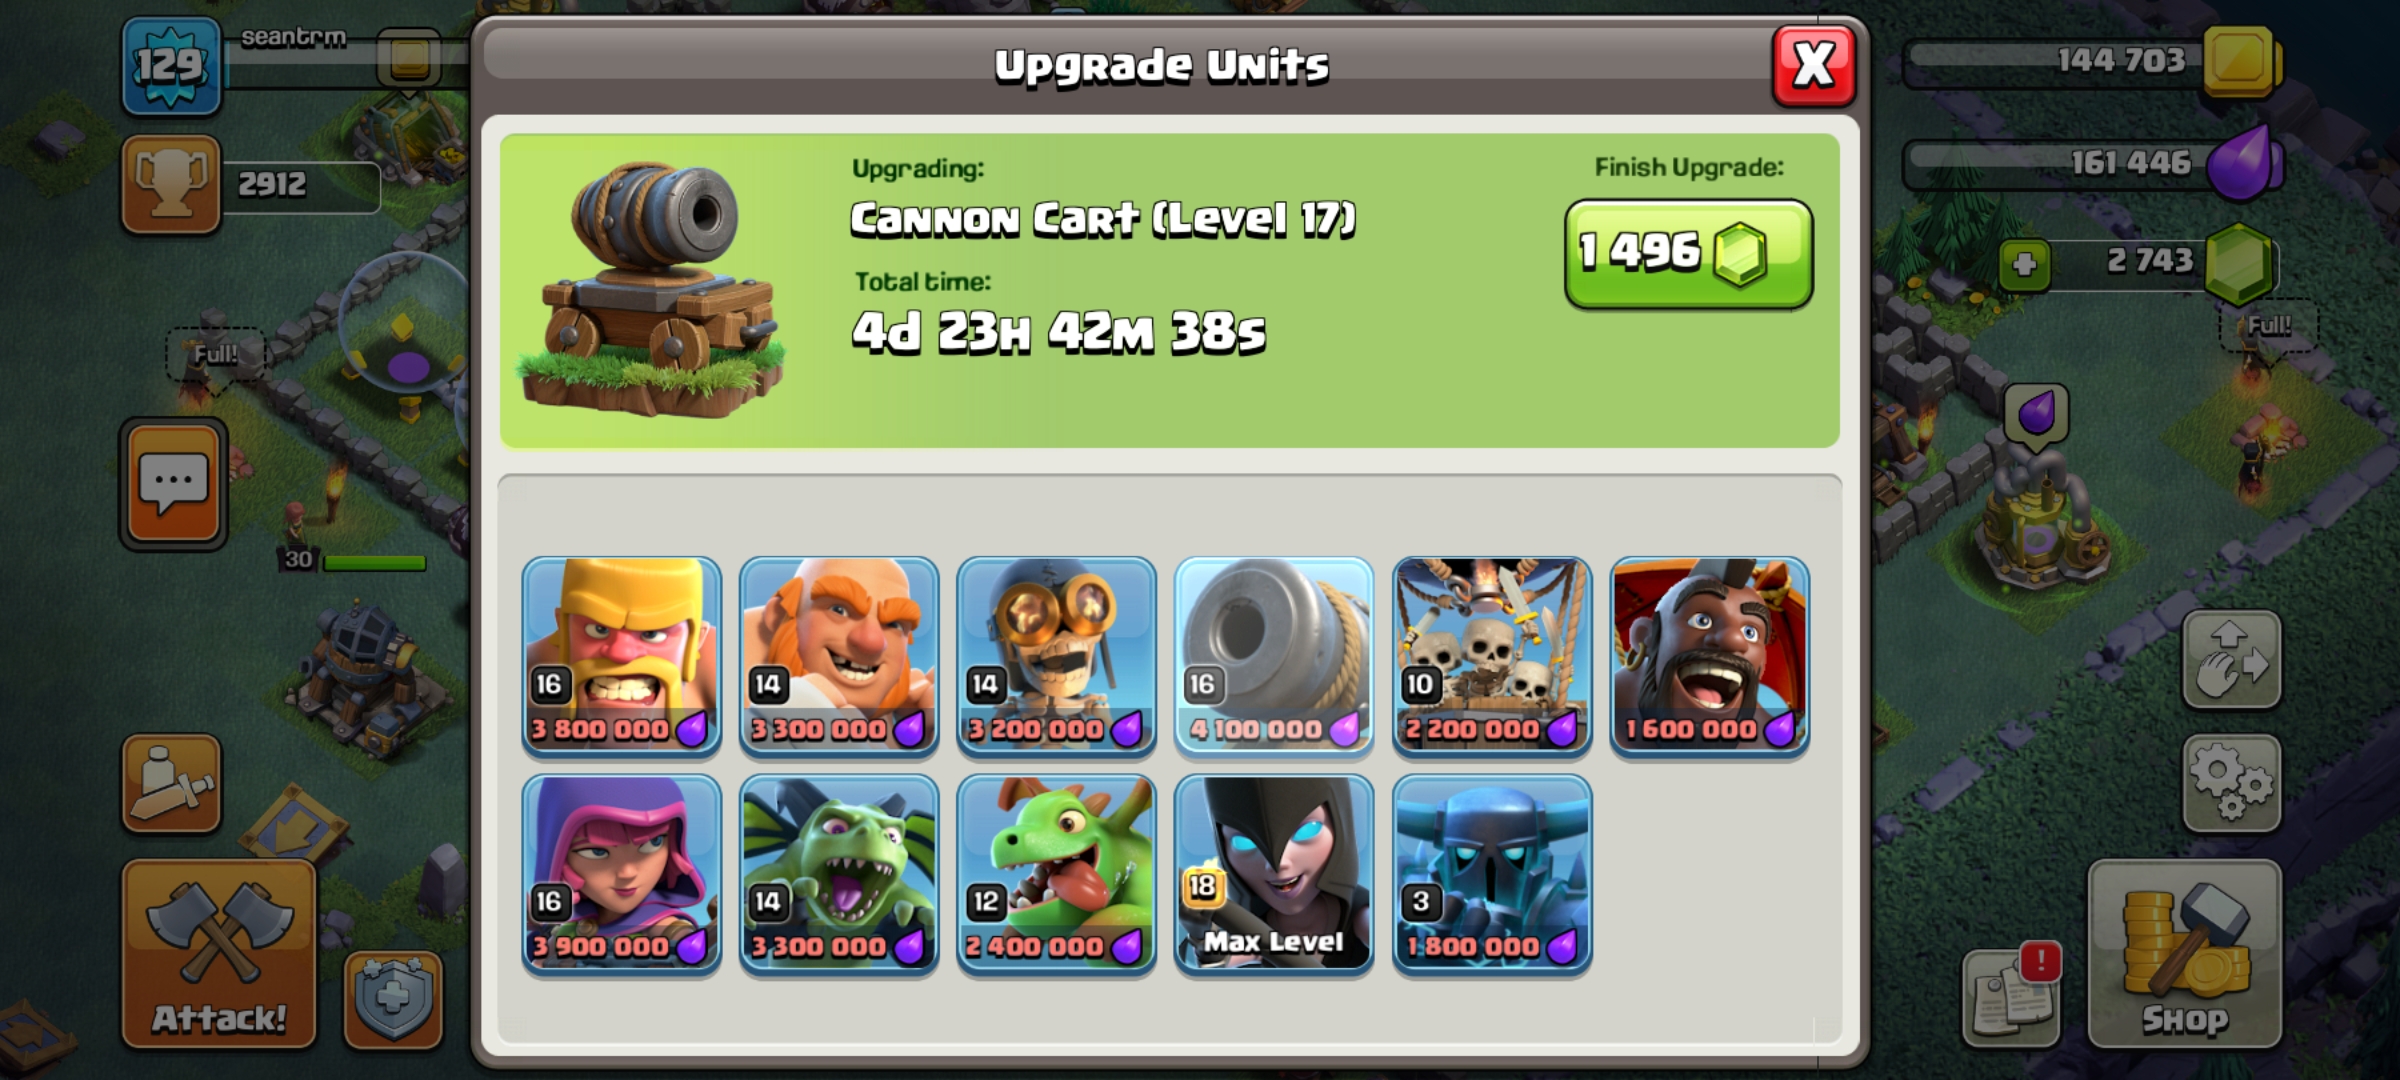 129
seantrm
Upgrade Units
X
144 703
2912
161 446
2 743
Full!
Full!
Upgrading:
Cannon Cart (Level 17)
Total time:
4d 23H 42M 38s
Finish Upgrade:
1 496
30
16
3 800 000
14
3 300 000
14
3 200 000
16
4 100 000
10
2 200 000
1 600 000
16
3 900 000
14
3 300 000
12
2 400 000
18
Max Level
3
1 800 000
Attack!
!
Shop